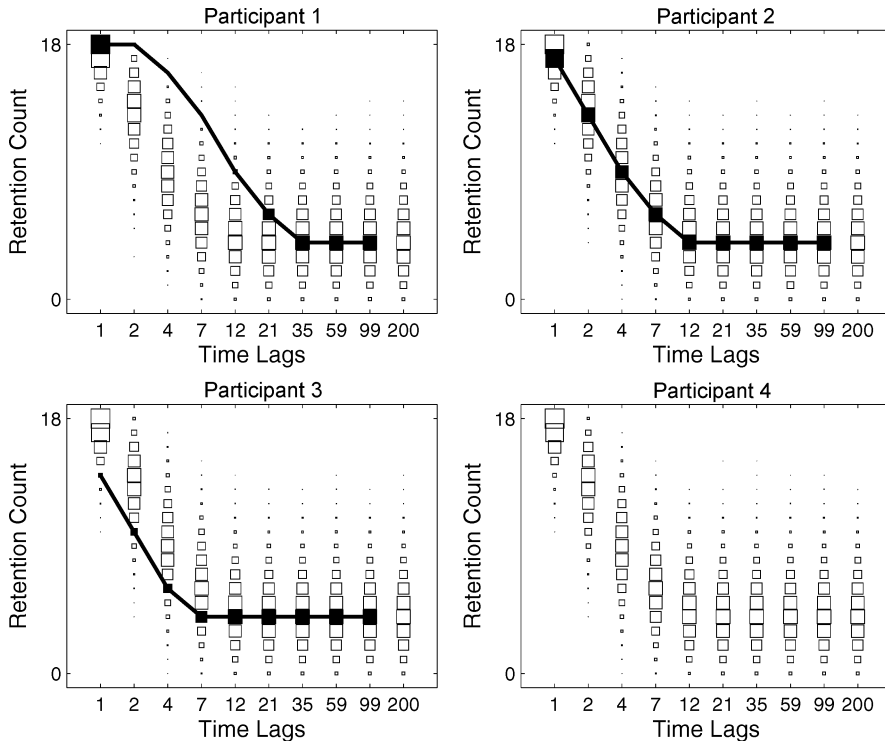 Participant 1
18
0
Retention Count
1 2 4 7 12 21 35 59 99 200
Time Lags
Participant 2
18
0
Retention Count
1 2 4 7 12 21 35 59 99 200
Time Lags
Participant 3
18
0
Retention Count
1 2 4 7 12 21 35 59 99 200
Time Lags
Participant 4
18
0
Retention Count
1 2 4 7 12 21 35 59 99 200
Time Lags